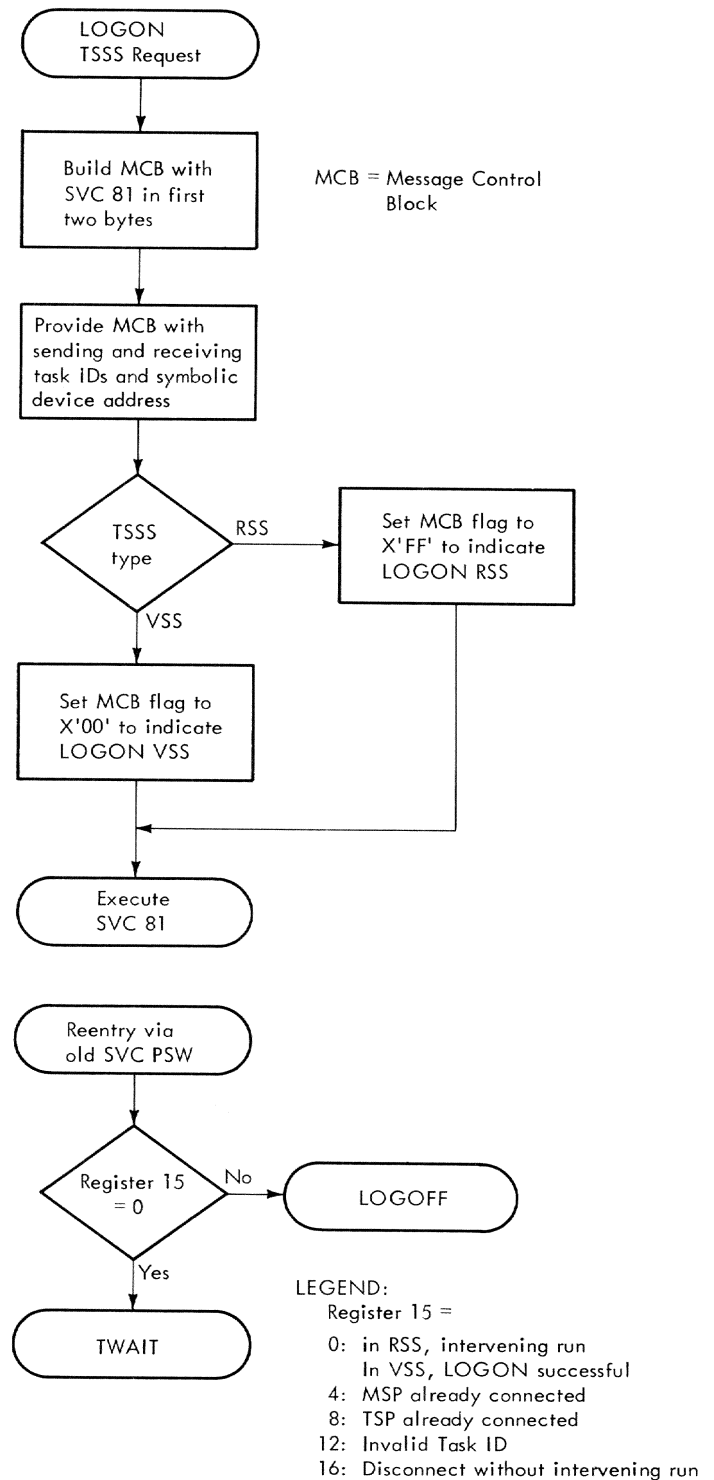 LOGON
TSSS Request
Build MCB with
SVC 81 in first
two bytes
MCB = Message Control
Block
Provide MCB with
sending and receiving
task IDs and symbolic
device address
TSSS
type
RSS
Set MCB flag to
X'FF' to indicate
LOGON RSS
VSS
Set MCB flag to
X'00' to indicate
LOGON VSS
Execute
SVC 81
Reentry via
old SVC PSW
Register 15
= 0
No
LOGOFF
Yes
TWAIT
LEGEND:
Register 15 =
0: in RSS, intervening run
In VSS, LOGON successful
4: MSP already connected
8: TSP already connected
12: Invalid Task ID
16: Disconnect without intervening run